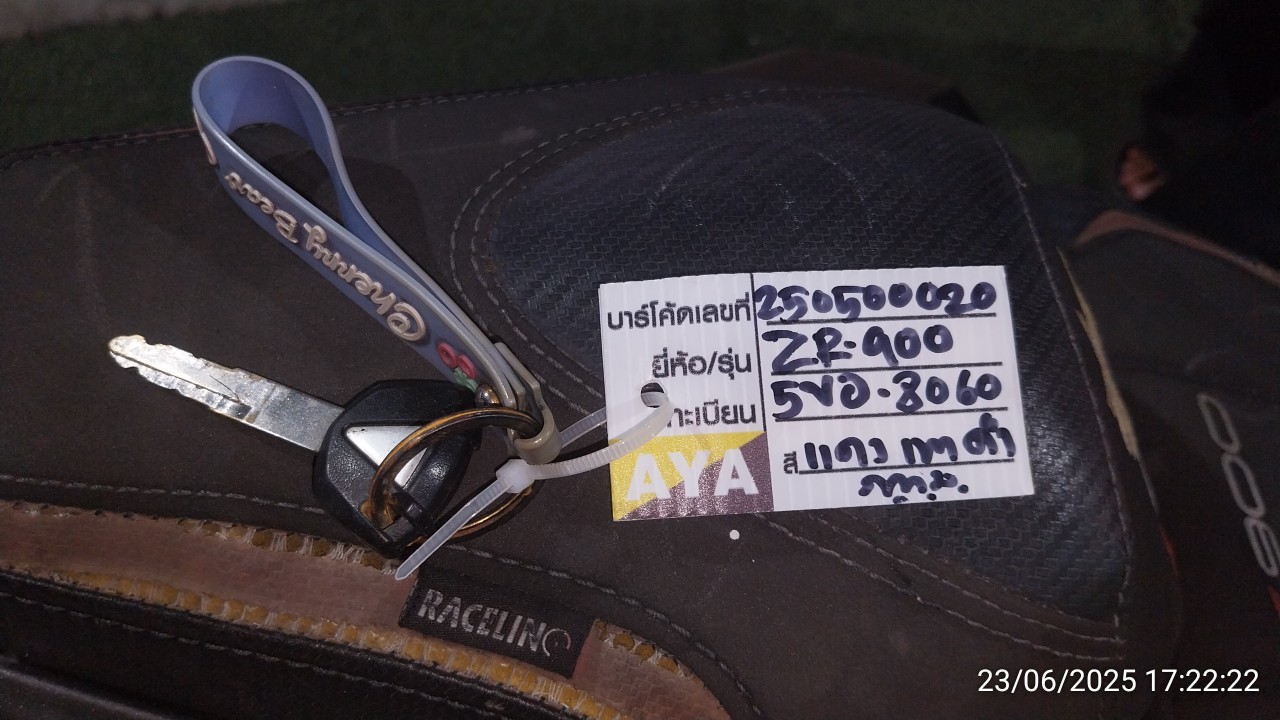 Cherry Bear
บาร์โค้ดเลขที่ 250500020
ยี่ห้อ/รุ่น ZR-900
ทะเบียน 5ขอ-8060
สี แดง เทา ดำ
AYA
RACELINE
23/06/2025 17:22:22